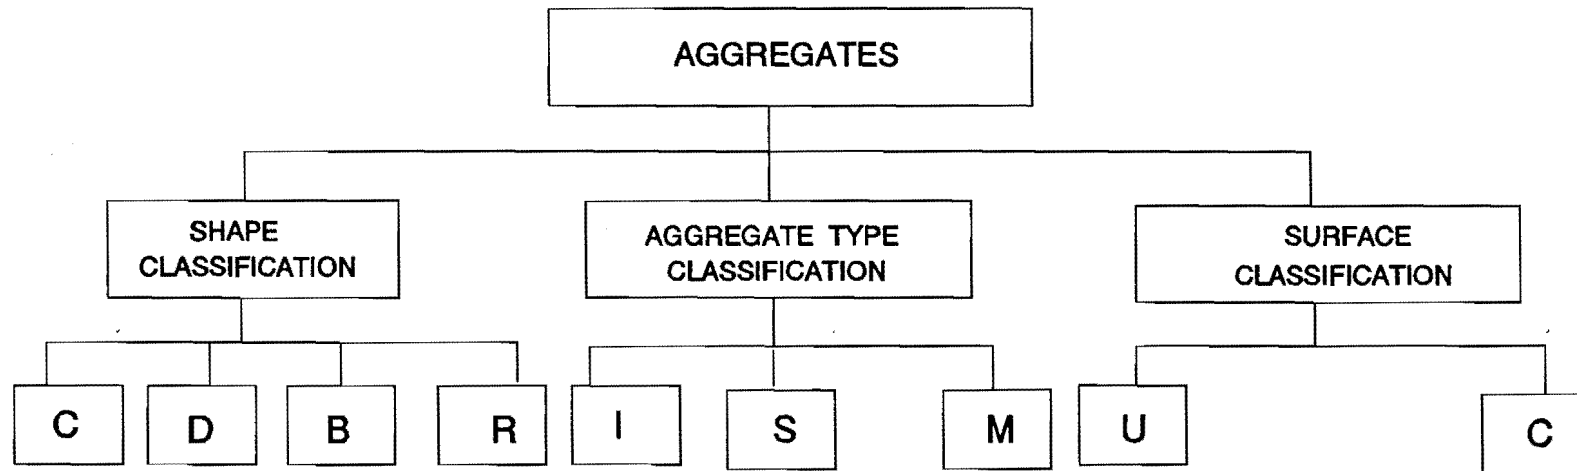 AGGREGATES
SHAPE
CLASSIFICATION
AGGREGATE TYPE
CLASSIFICATION
SURFACE
CLASSIFICATION
C
D
B
R
I
S
M
U
C